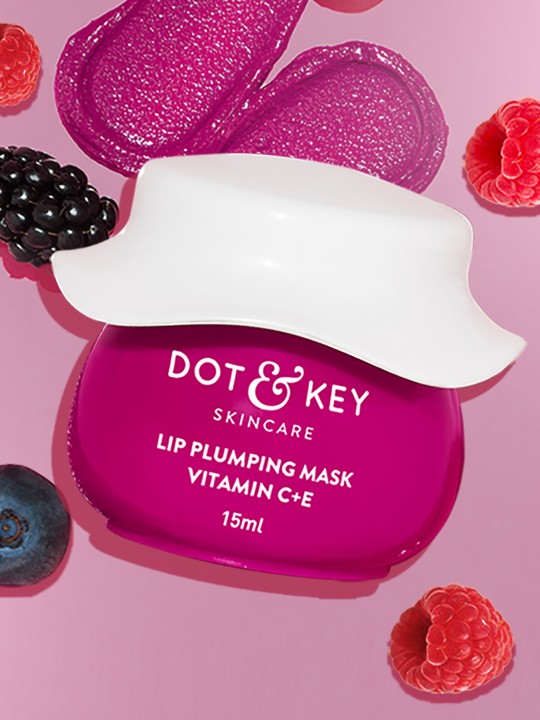 DOT & KEY
SKINCARE
LIP PLUMPING MASK
VITAMIN C+E
15ml